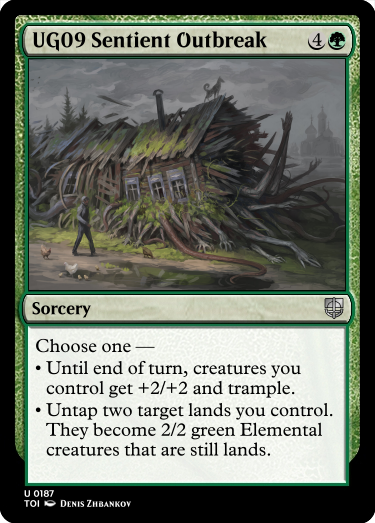 UG09 Sentient Outbreak 4
Sorcery
Choose one —
• Until end of turn, creatures you
control get +2/+2 and trample.
• Untap two target lands you control.
They become 2/2 green Elemental
creatures that are still lands.
U 0187
TOI Denis Zhbankov